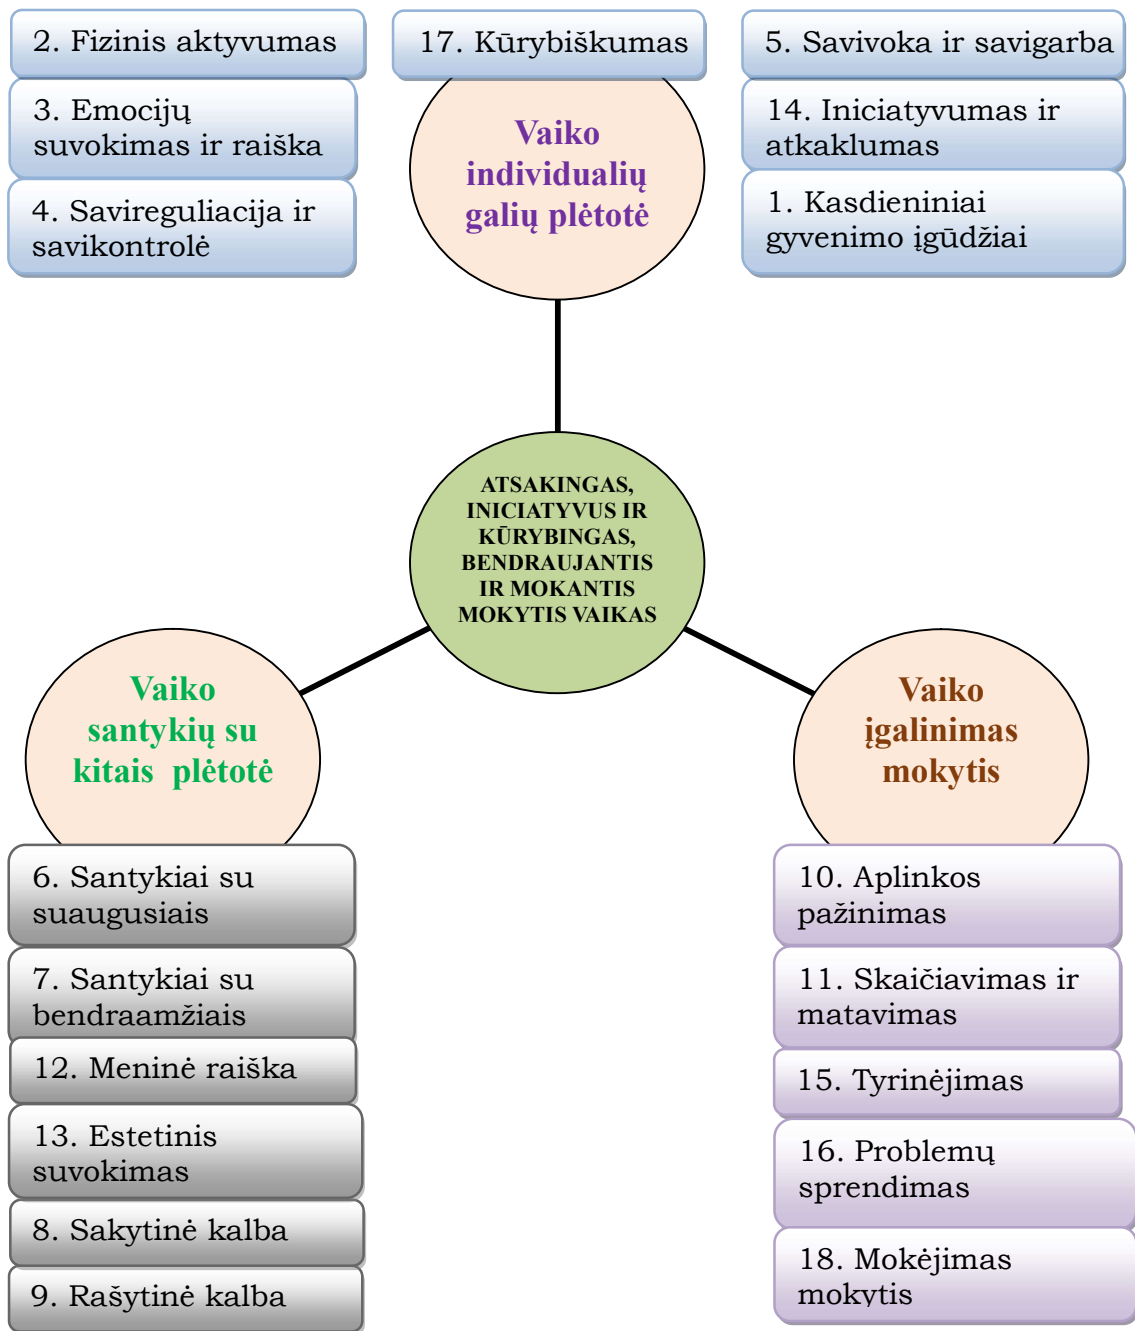 2. Fizinis aktyvumas
17. Kūrybiškumas
5. Savivoka ir savigarba
3. Emocijų
suvokimas ir raiška
14. Iniciatyvumas ir
atkaklumas
4. Savireguliacija ir
savikontrolė
1. Kasdieniniai
gyvenimo įgūdžiai
Vaiko
individualių
galių plėtotė
ATSAKINGAS,
INICIATYVUS IR
KŪRYBINGAS,
BENDRAUJANTIS
IR MOKANTIS
MOKYTIS VAIKAS
Vaiko
santykių su
kitais plėtotė
Vaiko
įgalinimas
mokytis
6. Santykiai su
suaugusiais
7. Santykiai su
bendraamžiais
12. Meninė raiška
13. Estetinis
suvokimas
8. Sakytinė kalba
9. Rašytinė kalba
10. Aplinkos
pažinimas
11. Skaičiavimas ir
matavimas
15. Tyrinėjimas
16. Problemų
sprendimas
18. Mokėjimas
mokytis